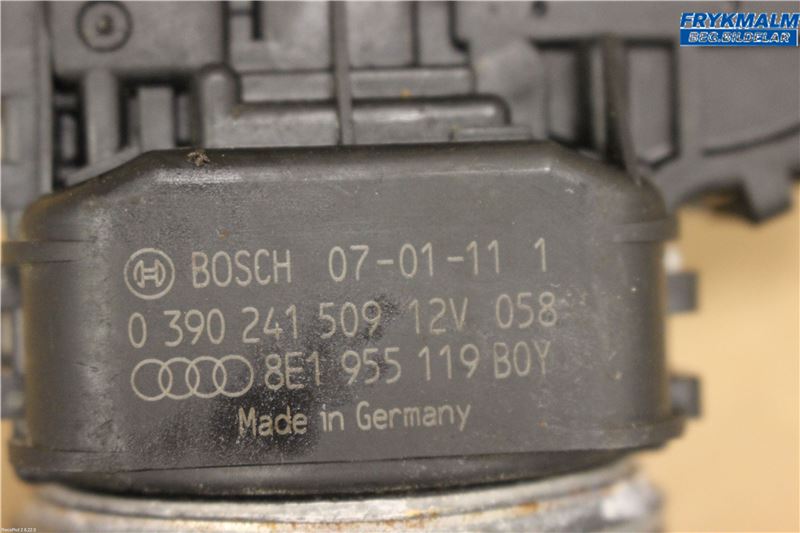 FRYKMALM
BEG.BILDELAR
BOSCH 07-01-11 1
0 390 241 509 12V 058
8E1 955 119 B0Y
Made in Germany